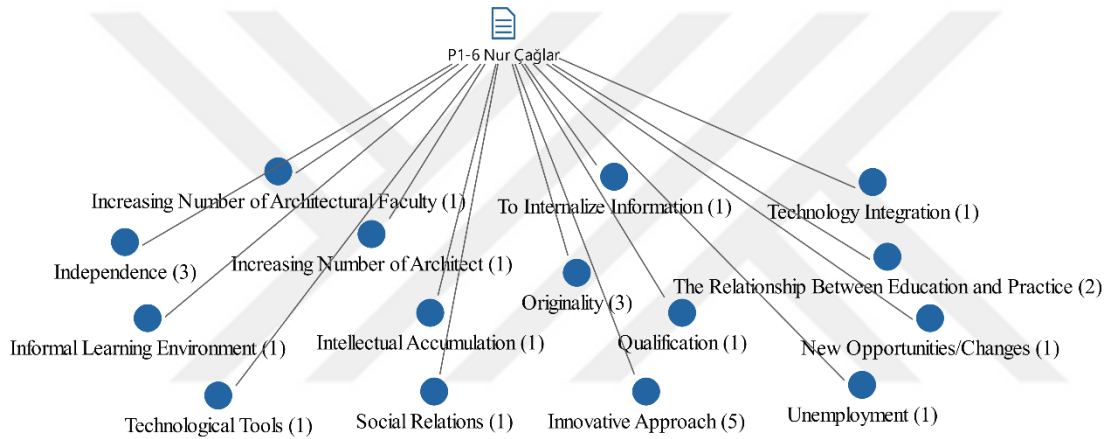 P1-6 Nur Çağlar
Increasing Number of Architectural Faculty (1)
To Internalize Information (1)
Technology Integration (1)
Independence (3)
Increasing Number of Architect (1)
Originality (3)
The Relationship Between Education and Practice (2)
Informal Learning Environment (1)
Intellectual Accumulation (1)
Qualification (1)
New Opportunities/Changes (1)
Technological Tools (1)
Social Relations (1)
Innovative Approach (5)
Unemployment (1)